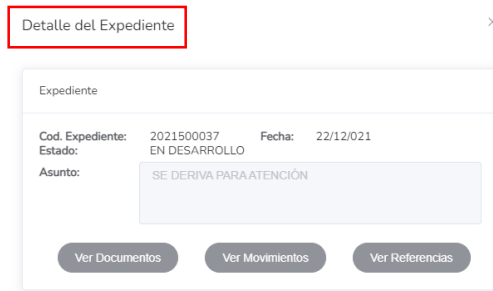 Detalle del Expediente
Expediente
Cod. Expediente: 2021500037 Fecha: 22/12/021
Estado: EN DESARROLLO
Asunto: SE DERIVA PARA ATENCIÓN
Ver Documentos Ver Movimientos Ver Referencias